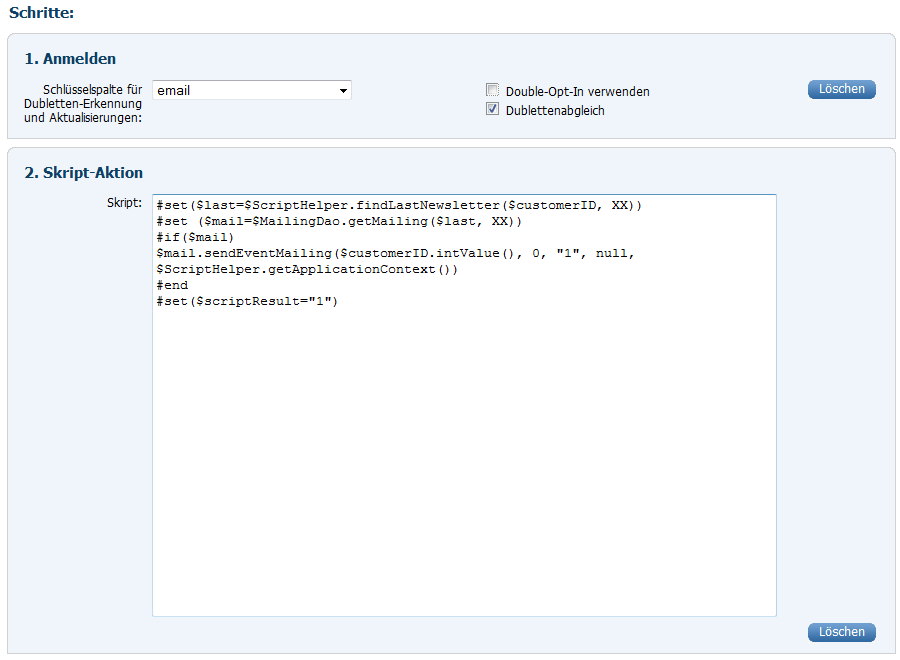 Schritte:
1. Anmelden
Schlüsselspalte für
Dubletten-Erkennung
und Aktualisierungen:
email
Double-Opt-In verwenden
Dublettenabgleich
Löschen
2. Skript-Aktion
Skript:
#set($last=$ScriptHelper.findLastNewsletter($customerID, XX))
#set ($mail=$MailingDao.getMailing($last, XX))
#if($mail)
$mail.sendEventMailing($customerID.intValue(), 0, "1", null,
$ScriptHelper.getApplicationContext())
#end
#set($scriptResult="1")
Löschen